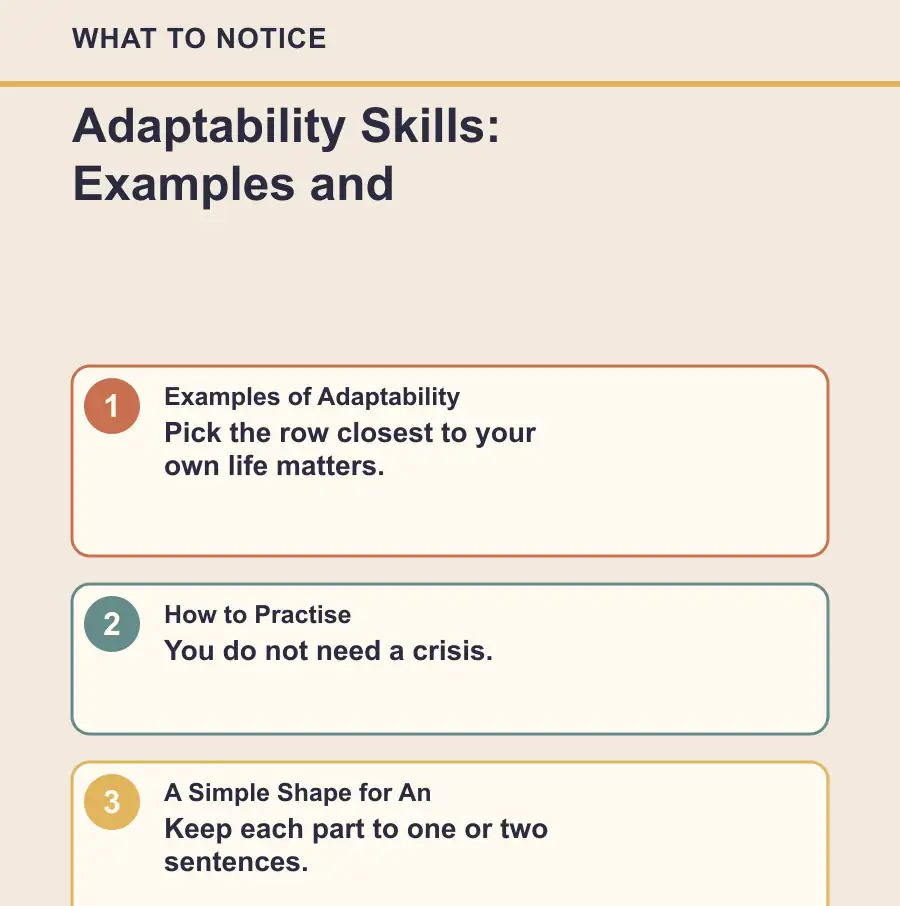 WHAT TO NOTICE
Adaptability Skills:
Examples and
1
Examples of Adaptability
Pick the row closest to your
own life matters.
2
How to Practise
You do not need a crisis.
3
A Simple Shape for An
Keep each part to one or two
sentences.